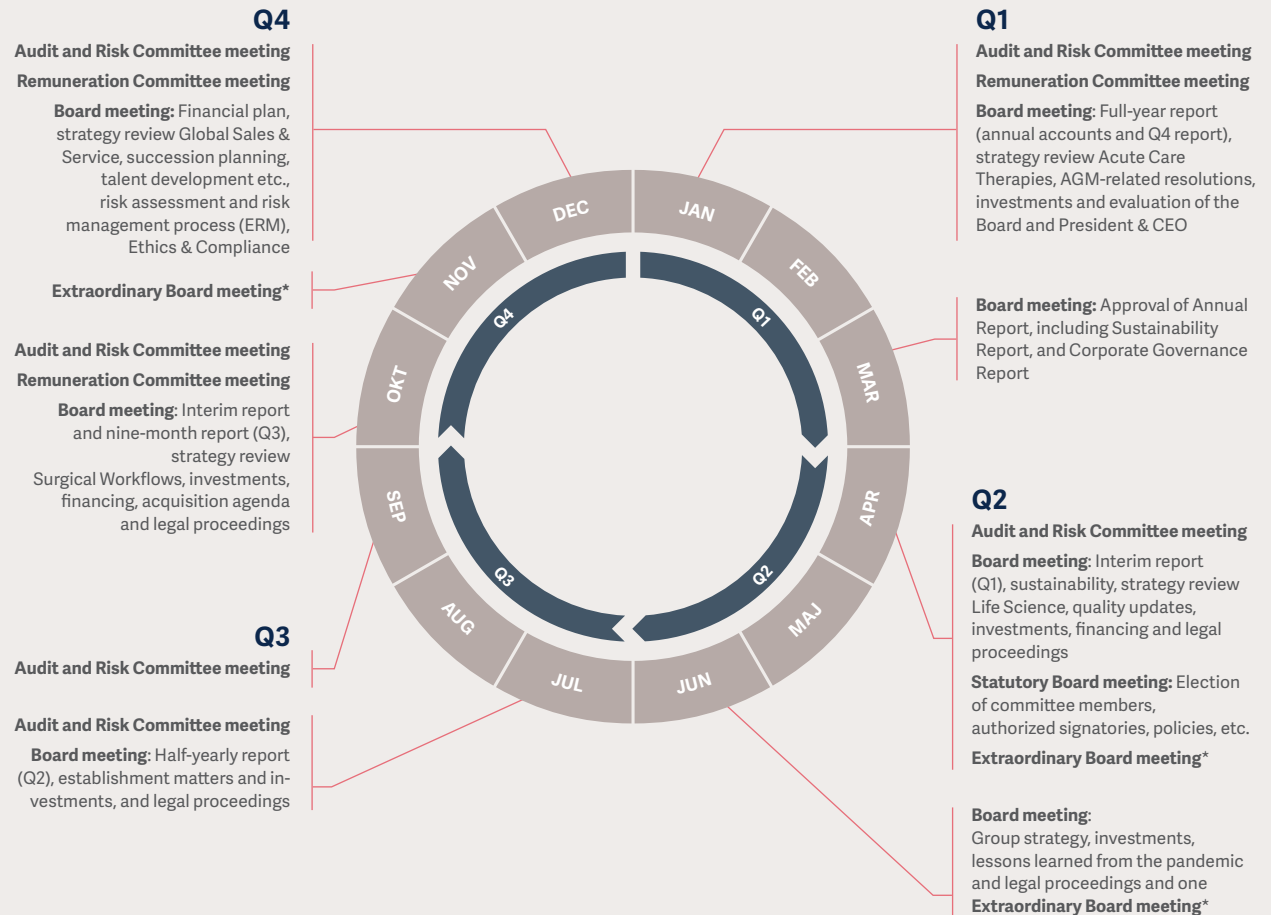 Q4
Audit and Risk Committee meeting
Remuneration Committee meeting
Board meeting: Financial plan,
strategy review Global Sales &
Service, succession planning,
talent development etc.,
risk assessment and risk
management process (ERM),
Ethics & Compliance
Extraordinary Board meeting*
Audit and Risk Committee meeting
Remuneration Committee meeting
Board meeting: Interim report
and nine-month report (Q3),
strategy review
Surgical Workflows, investments,
financing, acquisition agenda
and legal proceedings
Q3
Audit and Risk Committee meeting
Audit and Risk Committee meeting
Board meeting: Half-yearly report
(Q2), establishment matters and in-
vestments, and legal proceedings
JAN
FEB
MAR
APR
MAJ
JUN
JUL
AUG
SEP
OKT
NOV
DEC
Q1
Q2
Q3
Q4
Q1
Audit and Risk Committee meeting
Remuneration Committee meeting
Board meeting: Full-year report
(annual accounts and Q4 report),
strategy review Acute Care
Therapies, AGM-related resolutions,
investments and evaluation of the
Board and President & CEO
Board meeting: Approval of Annual
Report, including Sustainability
Report, and Corporate Governance
Report
Q2
Audit and Risk Committee meeting
Board meeting: Interim report
(Q1), sustainability, strategy review
Life Science, quality updates,
investments, financing and legal
proceedings
Statutory Board meeting: Election
of committee members,
authorized signatories, policies, etc.
Extraordinary Board meeting*
Board meeting:
Group strategy, investments,
lessons learned from the pandemic
and legal proceedings and one
Extraordinary Board meeting*